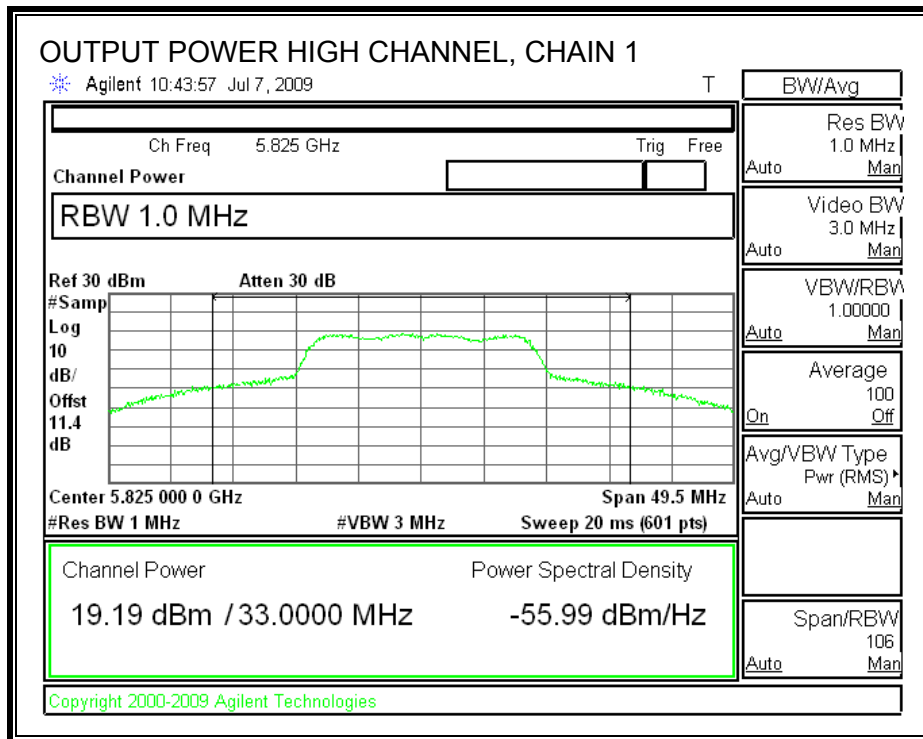 OUTPUT POWER HIGH CHANNEL, CHAIN 1
Agilent 10:43:57 Jul 7, 2009 T
Ch Freq 5.825 GHz Trig Free
Channel Power
RBW 1.0 MHz
Ref 30 dBm Atten 30 dB
#Samp
Log
10
dB/
Offst
11.4
dB
Center 5.825 000 0 GHz Span 49.5 MHz
#Res BW 1 MHz #VBW 3 MHz Sweep 20 ms (601 pts)
Channel Power Power Spectral Density
19.19 dBm / 33.0000 MHz -55.99 dBm/Hz
Copyright 2000-2009 Agilent Technologies
BW/Avg
Res BW
1.0 MHz
Auto Man
Video BW
3.0 MHz
Auto Man
VBW/RBW
1.00000
Auto Man
Average
100
On Off
Avg/VBW Type
Pwr (RMS)
Auto Man
Span/RBW
106
Auto Man